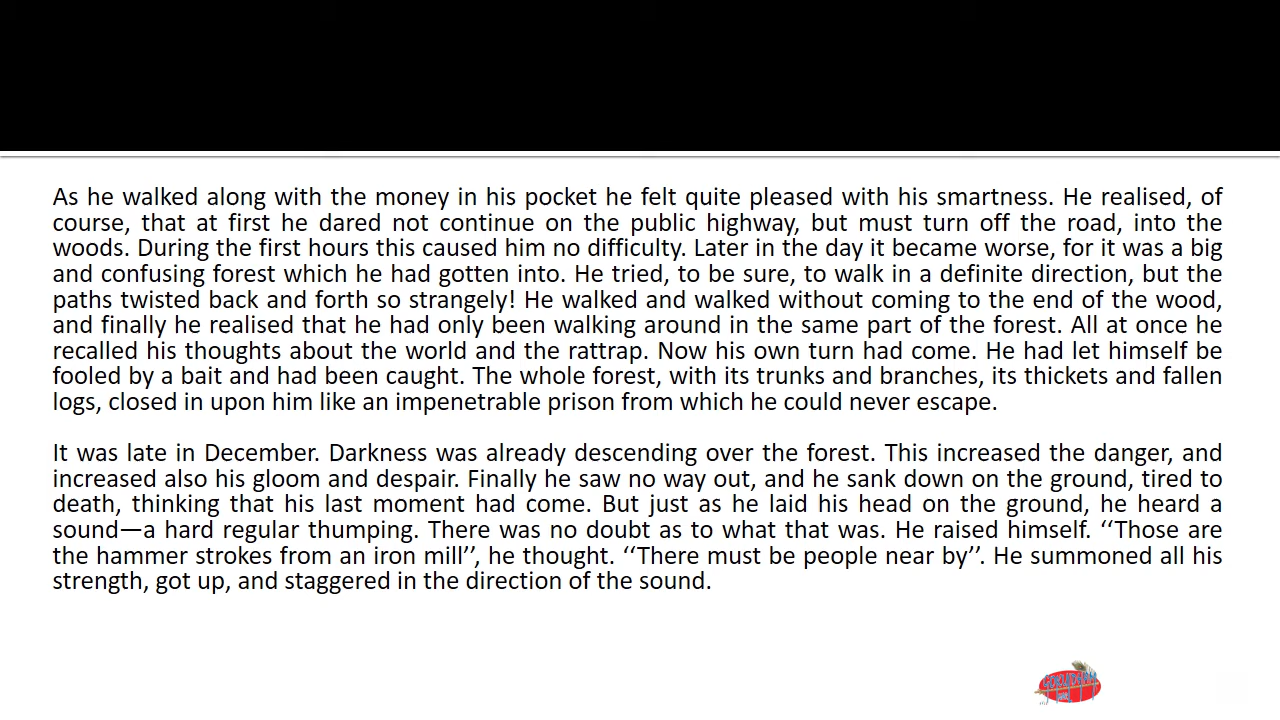 As he walked along with the money in his pocket he felt quite pleased with his smartness. He realised, of
course, that at first he dared not continue on the public highway, but must turn off the road, into the
woods. During the first hours this caused him no difficulty. Later in the day it became worse, for it was a big
and confusing forest which he had gotten into. He tried, to be sure, to walk in a definite direction, but the
paths twisted back and forth so strangely! He walked and walked without coming to the end of the wood,
and finally he realised that he had only been walking around in the same part of the forest. All at once he
recalled his thoughts about the world and the rattrap. Now his own turn had come. He had let himself be
fooled by a bait and had been caught. The whole forest, with its trunks and branches, its thickets and fallen
logs, closed in upon him like an impenetrable prison from which he could never escape.
It was late in December. Darkness was already descending over the forest. This increased the danger, and
increased also his gloom and despair. Finally he saw no way out, and he sank down on the ground, tired to
death, thinking that his last moment had come. But just as he laid his head on the ground, he heard a
sound—a hard regular thumping. There was no doubt as to what that was. He raised himself. ‘‘Those are
the hammer strokes from an iron mill’’, he thought. ‘‘There must be people near by’’. He summoned all his
strength, got up, and staggered in the direction of the sound.